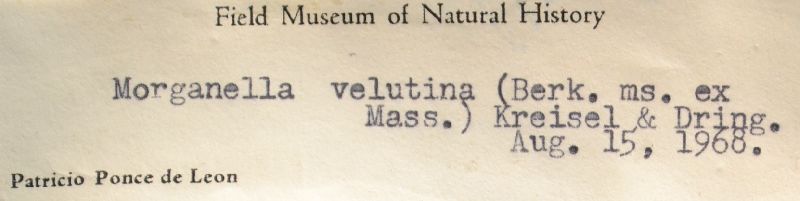 Field Museum of Natural History
Morganella velutina (Berk. ms. ex
Mass.) Kreisel & Dring.
Aug. 15, 1968.
Patricio Ponce de Leon